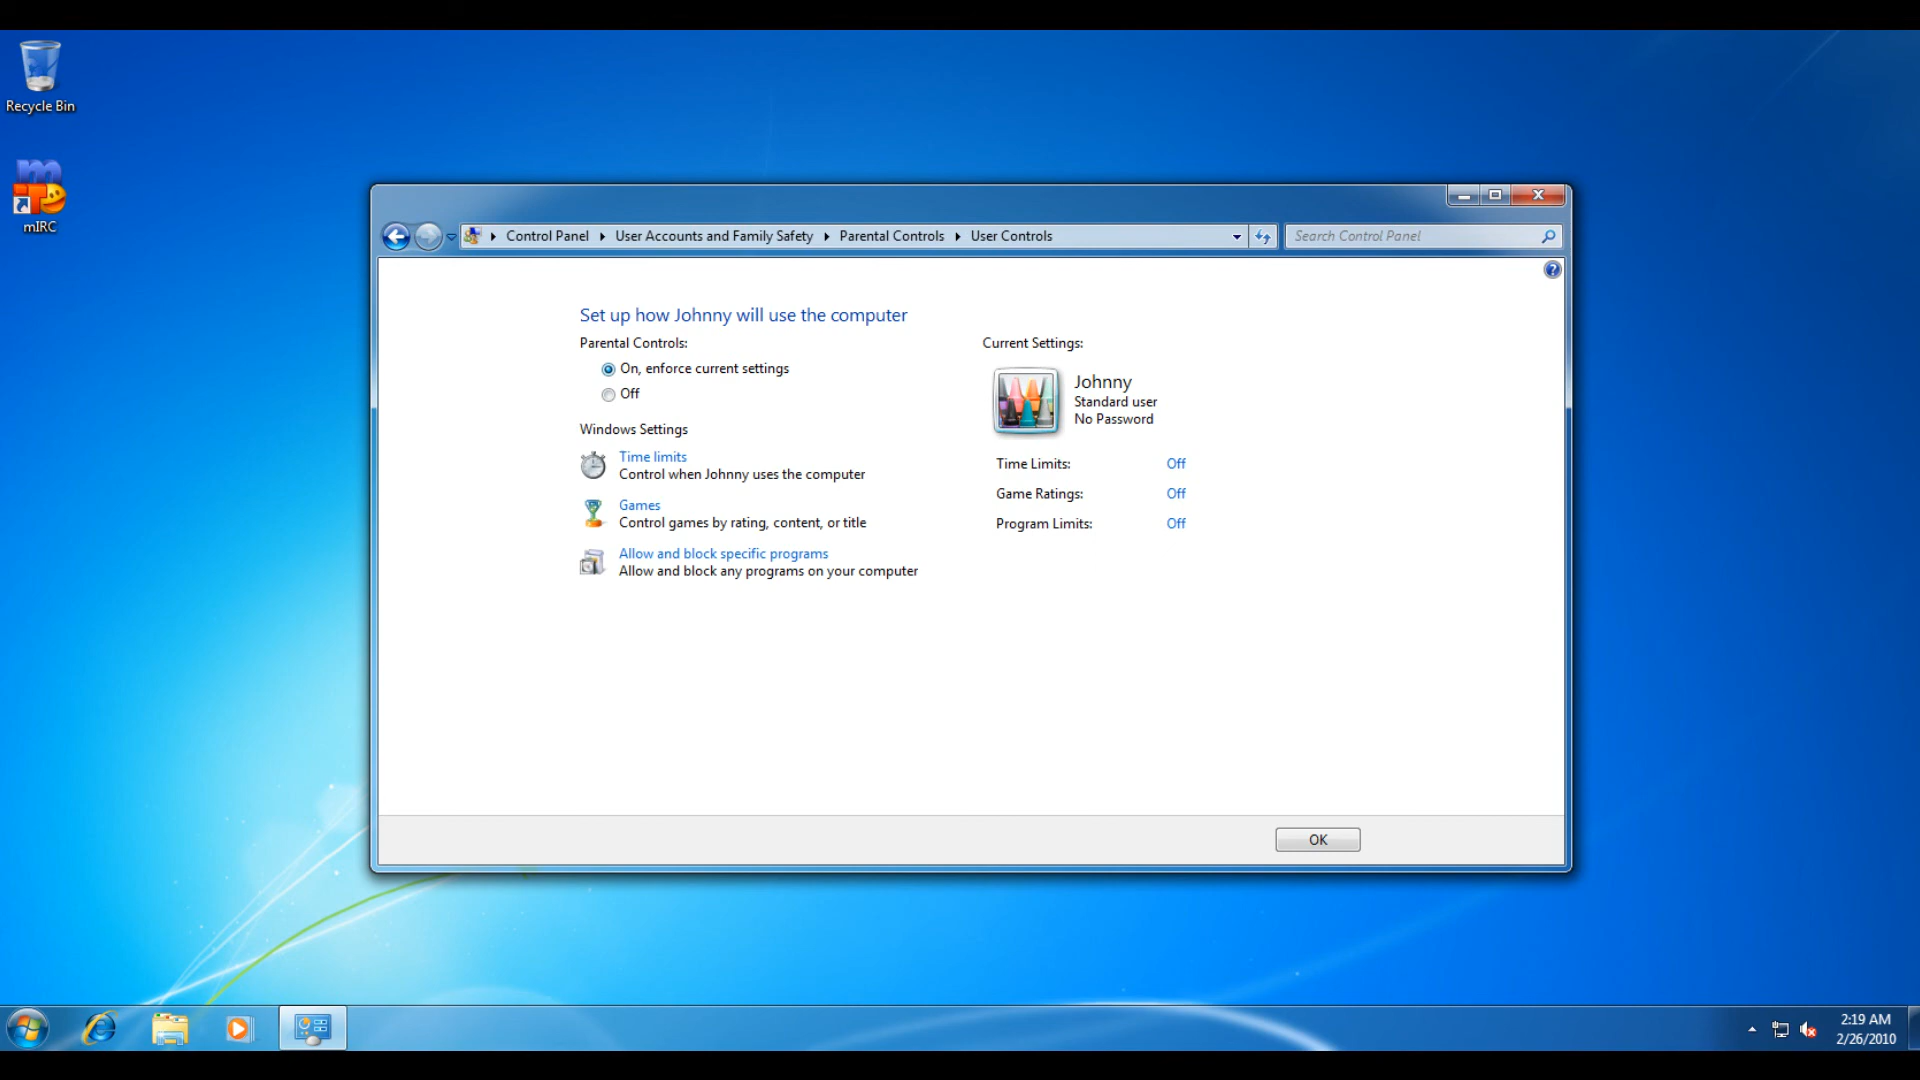 Recycle Bin
mIRC
Control Panel
User Accounts and Family Safety
Parental Controls
User Controls
Search Control Panel
Set up how Johnny will use the computer
Parental Controls:
On, enforce current settings
Off
Windows Settings
Time limits
Control when Johnny uses the computer
Games
Control games by rating, content, or title
Allow and block specific programs
Allow and block any programs on your computer
Current Settings:
Johnny
Standard user
No Password
Time Limits: Off
Game Ratings: Off
Program Limits: Off
OK
2:19 AM
2/26/2010